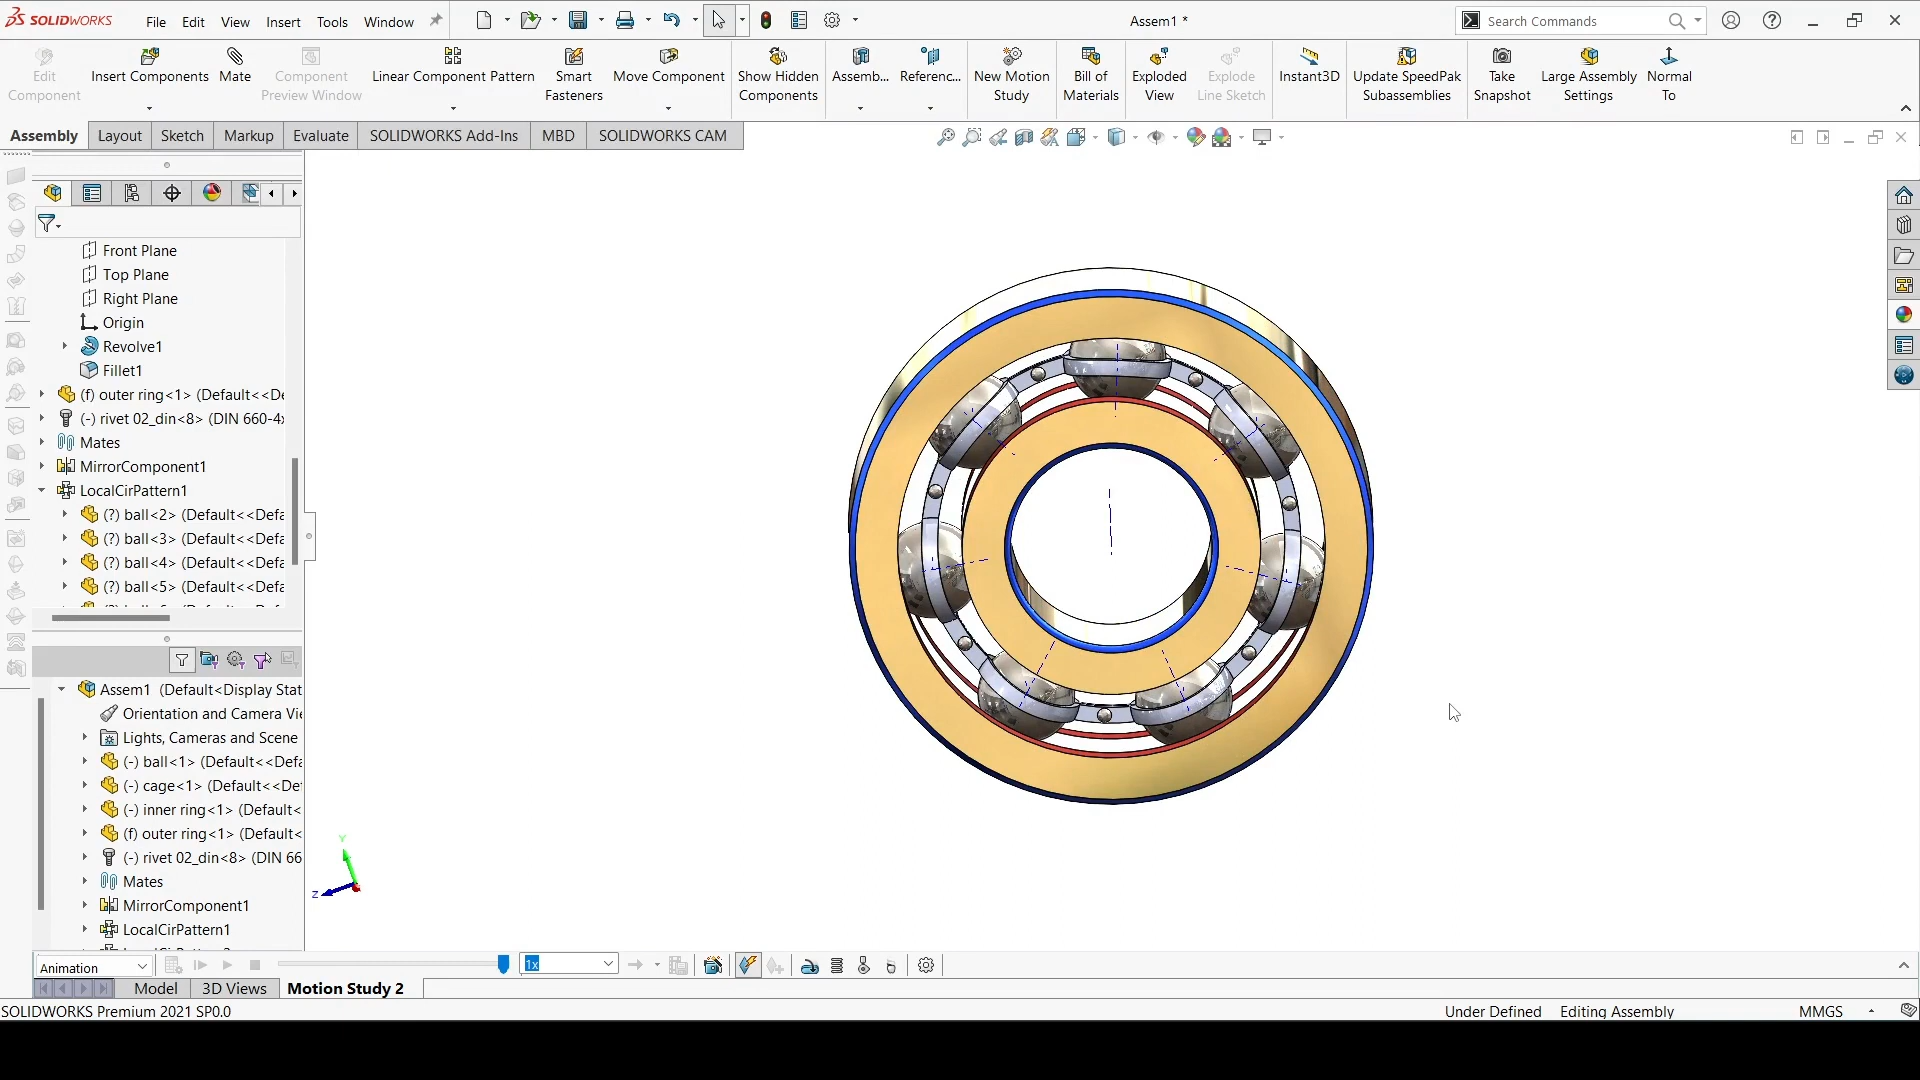 SOLIDWORKS File Edit View Insert Tools Window Assem1 * Search Commands
Edit Component
Insert Components
Mate
Component Preview Window
Linear Component Pattern
Smart Fasteners
Move Component
Show Hidden Components
Assemb...
Referenc...
New Motion Study
Bill of Materials
Exploded View
Explode Line Sketch
Instant3D
Update SpeedPak Subassemblies
Take Snapshot
Large Assembly Settings
Normal To
Assembly Layout Sketch Markup Evaluate SOLIDWORKS Add-Ins MBD SOLIDWORKS CAM
Front Plane
Top Plane
Right Plane
Origin
Revolve1
Fillet1
(f) outer ring<1> (Default<<De
(-) rivet 02_din<8> (DIN 660-4x
Mates
MirrorComponent1
LocalCirPattern1
(?) ball<2> (Default<<Defa
(?) ball<3> (Default<<Defa
(?) ball<4> (Default<<Defa
(?) ball<5> (Default<<Defa
Assem1 (Default<Display Stat
Orientation and Camera Vie
Lights, Cameras and Scene
(-) ball<1> (Default<<Defa
(-) cage<1> (Default<<De
(-) inner ring<1> (Default<
(f) outer ring<1> (Default<
(-) rivet 02_din<8> (DIN 66
Mates
MirrorComponent1
LocalCirPattern1
Y
Z
Animation 1x
Model 3D Views Motion Study 2
SOLIDWORKS Premium 2021 SP0.0 Under Defined Editing Assembly MMGS